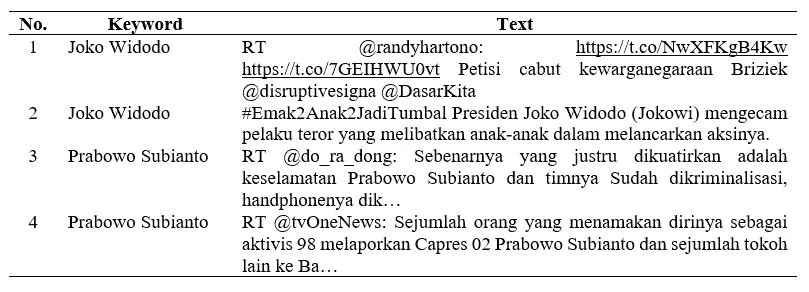 No. Keyword Text
1 Joko Widodo RT @randyhartono: https://t.co/NwXFKgB4Kw
https://t.co/7GEIHWU0vt Petisi cabut kewarganegaraan Briziek
@disruptivesigna @DasarKita
2 Joko Widodo #Emak2Anak2JadiTumbal Presiden Joko Widodo (Jokowi) mengecam
pelaku teror yang melibatkan anak-anak dalam melancarkan aksinya.
3 Prabowo Subianto RT @do_ra_dong: Sebenarnya yang justru dikuatirkan adalah
keselamatan Prabowo Subianto dan timnya Sudah dikriminalisasi,
handphonenya dik…
4 Prabowo Subianto RT @tvOneNews: Sejumlah orang yang menamakan dirinya sebagai
aktivis 98 melaporkan Capres 02 Prabowo Subianto dan sejumlah tokoh
lain ke Ba…